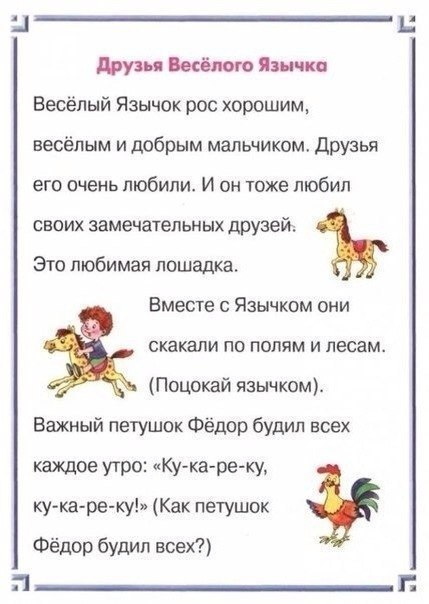 Друзья Весёлого Язычка
Весёлый Язычок рос хорошим,
весёлым и добрым мальчиком. Друзья
его очень любили. И он тоже любил
своих замечательных друзей.
Это любимая лошадка.
Вместе с Язычком они
скакали по полям и лесам.
(Поцокай язычком).
Важный петушок Фёдор будил всех
каждое утро: «Ку-ка-ре-ку,
ку-ка-ре-ку!» (Как петушок
Фёдор будил всех?)